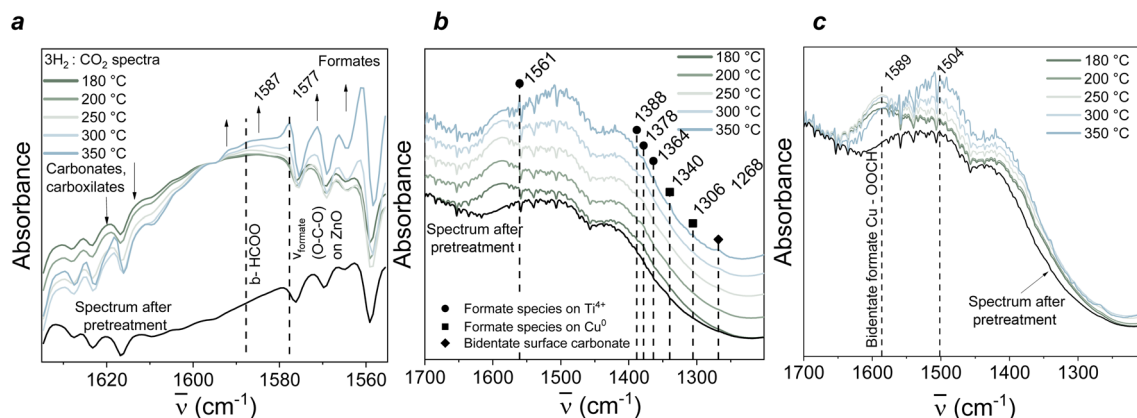 a
3H2 : CO2 spectra
180 °C
200 °C
250 °C
300 °C
350 °C
Carbonates,
carboxilates
1587
1577
Formates
b- HCOO
νformate
(O-C-O)
on ZnO
Spectrum after
pretreatment
Absorbance
1620
1600
1580
1560
ν̅ (cm-1)
b
1561
180 °C
200 °C
250 °C
300 °C
350 °C
1388
1378
1364
1340
1306
1268
Spectrum after
pretreatment
Formate species on Ti4+
Formate species on Cu0
Bidentate surface carbonate
Absorbance
1700
1600
1500
1400
1300
ν̅ (cm-1)
c
1589
1504
180 °C
200 °C
250 °C
300 °C
350 °C
Bidentate formate Cu - OOCH
Spectrum after
pretreatment
Absorbance
1700
1600
1500
1400
1300
ν̅ (cm-1)